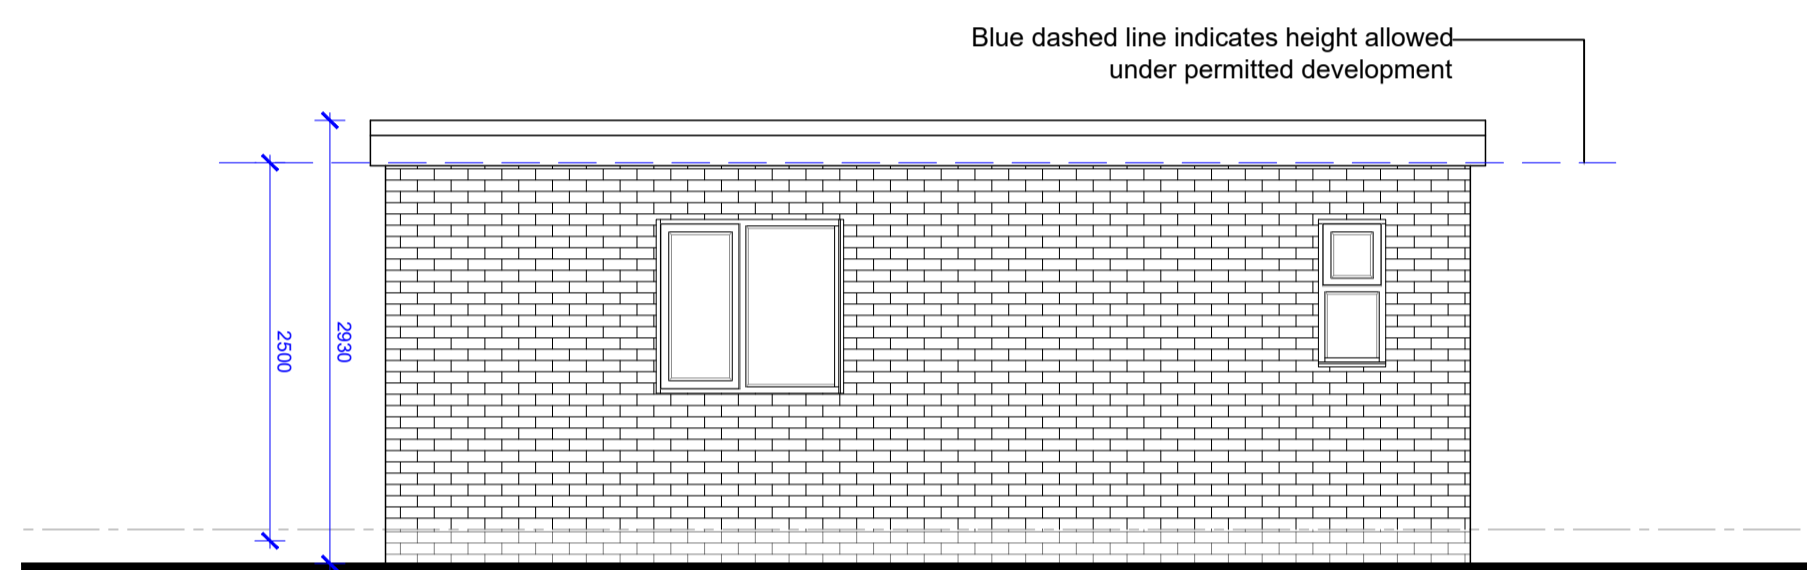 Blue dashed line indicates height allowed
under permitted development
2930
2500